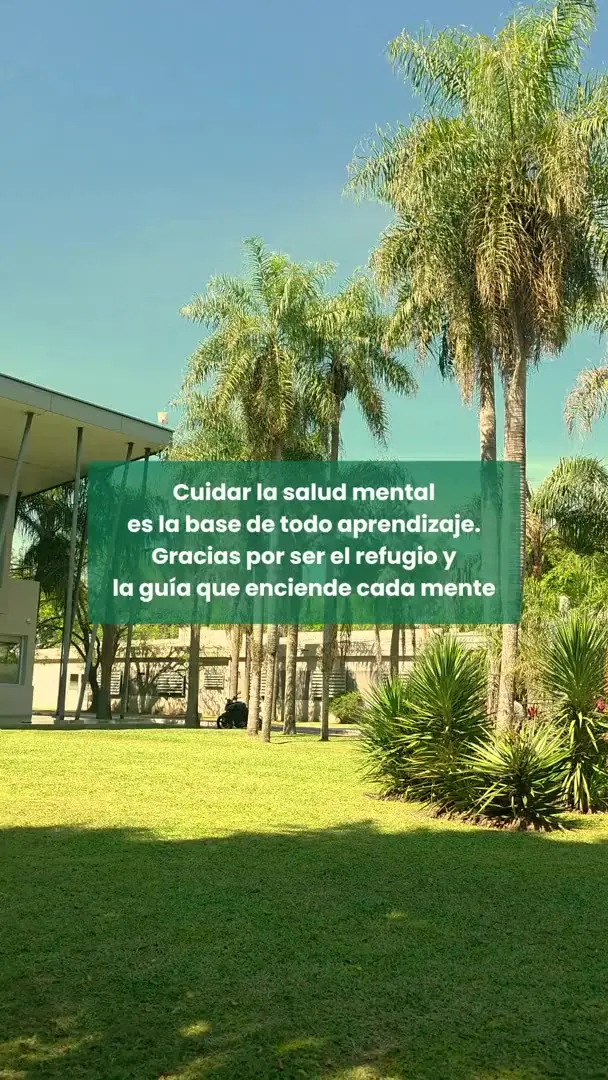 Cuidar la salud mental
es la base de todo aprendizaje.
Gracias por ser el refugio y
la guía que enciende cada mente